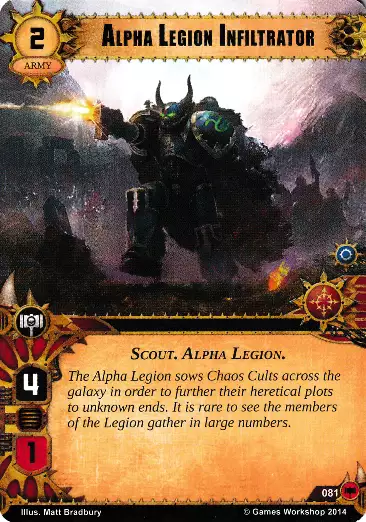 2
ARMY
ALPHA LEGION INFILTRATOR
4
1
SCOUT. ALPHA LEGION.
The Alpha Legion sows Chaos Cults across the
galaxy in order to further their heretical plots
to unknown ends. It is rare to see the members
of the Legion gather in large numbers.
081
Illus. Matt Bradbury
© Games Workshop 2014